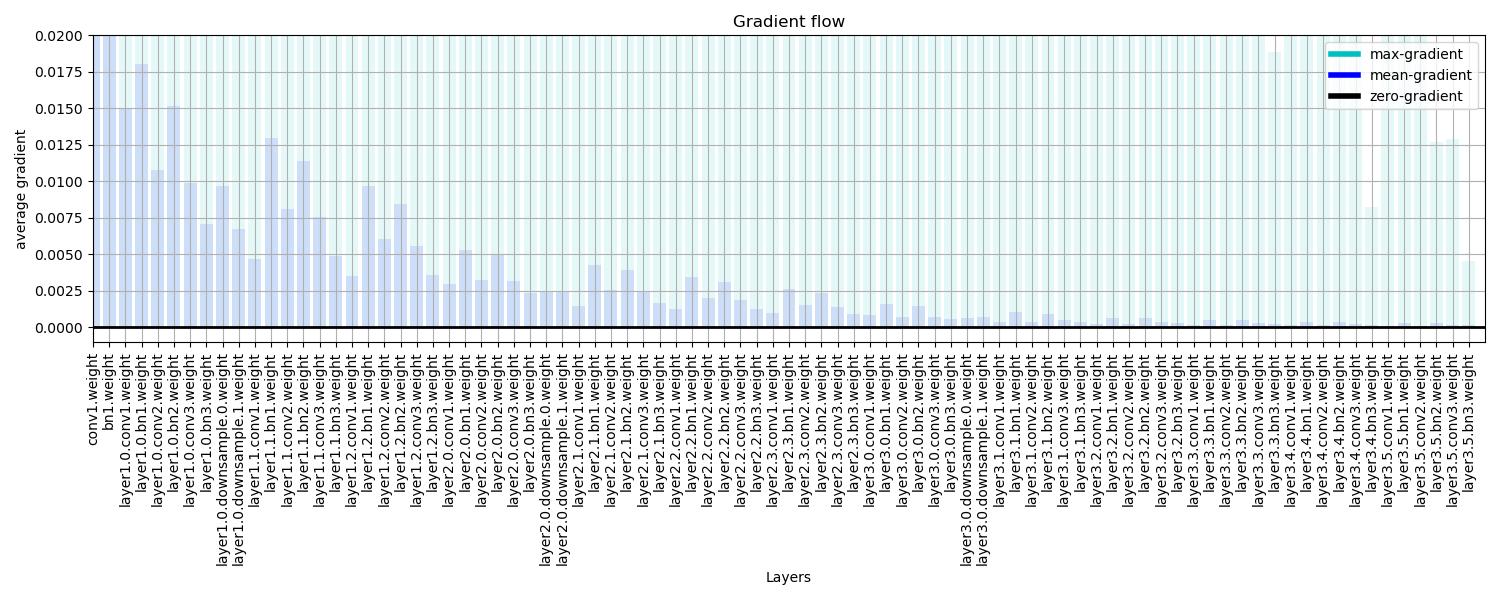 Gradient flow
0.0200
0.0175
0.0150
0.0125
0.0100
0.0075
0.0050
0.0025
0.0000
average gradient
max-gradient
mean-gradient
zero-gradient
conv1.weight
bn1.weight
layer1.0.conv1.weight
layer1.0.bn1.weight
layer1.0.conv2.weight
layer1.0.bn2.weight
layer1.0.conv3.weight
layer1.0.bn3.weight
layer1.0.downsample.0.weight
layer1.0.downsample.1.weight
layer1.1.conv1.weight
layer1.1.bn1.weight
layer1.1.conv2.weight
layer1.1.bn2.weight
layer1.1.conv3.weight
layer1.1.bn3.weight
layer1.2.conv1.weight
layer1.2.bn1.weight
layer1.2.conv2.weight
layer1.2.bn2.weight
layer1.2.conv3.weight
layer1.2.bn3.weight
layer2.0.conv1.weight
layer2.0.bn1.weight
layer2.0.conv2.weight
layer2.0.bn2.weight
layer2.0.conv3.weight
layer2.0.bn3.weight
layer2.0.downsample.0.weight
layer2.0.downsample.1.weight
layer2.1.conv1.weight
layer2.1.bn1.weight
layer2.1.conv2.weight
layer2.1.bn2.weight
layer2.1.conv3.weight
layer2.1.bn3.weight
layer2.2.conv1.weight
layer2.2.bn1.weight
layer2.2.conv2.weight
layer2.2.bn2.weight
layer2.2.conv3.weight
layer2.2.bn3.weight
layer2.3.conv1.weight
layer2.3.bn1.weight
layer2.3.conv2.weight
layer2.3.bn2.weight
layer2.3.conv3.weight
layer2.3.bn3.weight
layer3.0.conv1.weight
layer3.0.bn1.weight
layer3.0.conv2.weight
layer3.0.bn2.weight
layer3.0.conv3.weight
layer3.0.bn3.weight
layer3.0.downsample.0.weight
layer3.0.downsample.1.weight
layer3.1.conv1.weight
layer3.1.bn1.weight
layer3.1.conv2.weight
layer3.1.bn2.weight
layer3.1.conv3.weight
layer3.1.bn3.weight
layer3.2.conv1.weight
layer3.2.bn1.weight
layer3.2.conv2.weight
layer3.2.bn2.weight
layer3.2.conv3.weight
layer3.2.bn3.weight
layer3.3.conv1.weight
layer3.3.bn1.weight
layer3.3.conv2.weight
layer3.3.bn2.weight
layer3.3.conv3.weight
layer3.3.bn3.weight
layer3.4.conv1.weight
layer3.4.bn1.weight
layer3.4.conv2.weight
layer3.4.bn2.weight
layer3.4.conv3.weight
layer3.4.bn3.weight
layer3.5.conv1.weight
layer3.5.bn1.weight
layer3.5.conv2.weight
layer3.5.bn2.weight
layer3.5.conv3.weight
layer3.5.bn3.weight
Layers